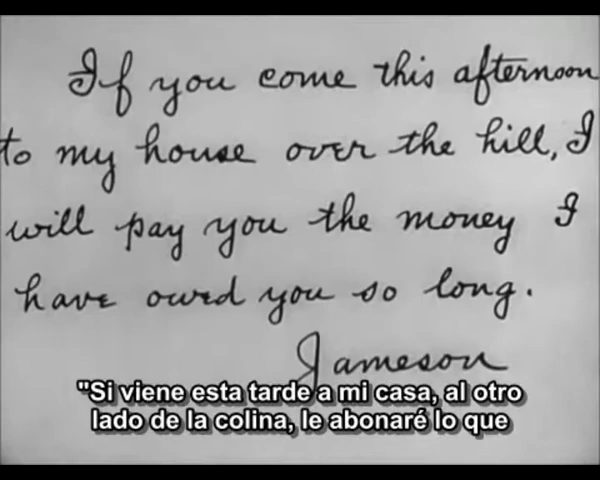 If you come this afternoon
to my house over the hill, I
will pay you the money I
have owed you so long.
Jameson
"Si viene esta tarde a mi casa, al otro
lado de la colina, le abonaré lo que